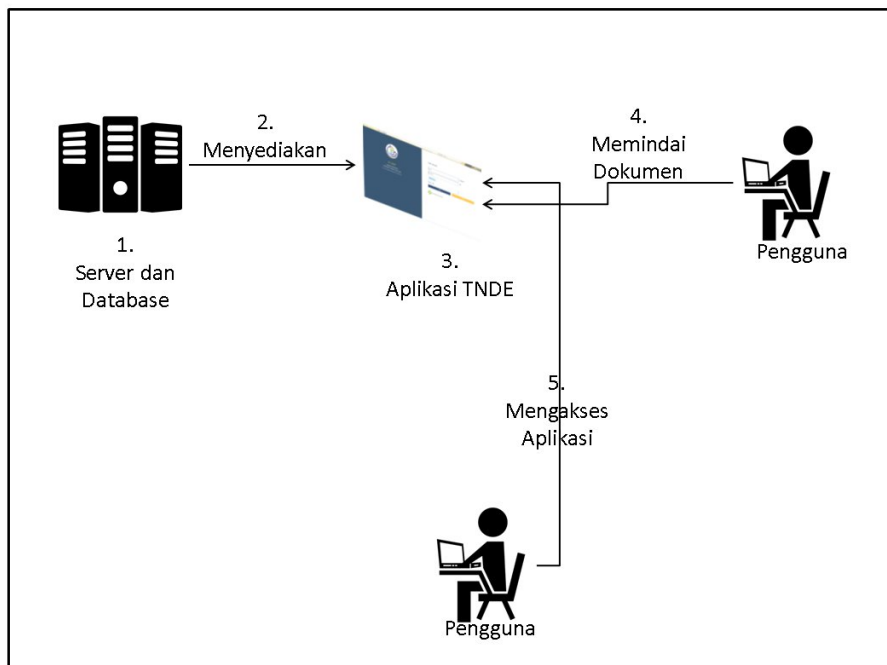 1.
Server dan
Database
2.
Menyediakan
3.
Aplikasi TNDE
4.
Memindai
Dokumen
Pengguna
5.
Mengakses
Aplikasi
Pengguna